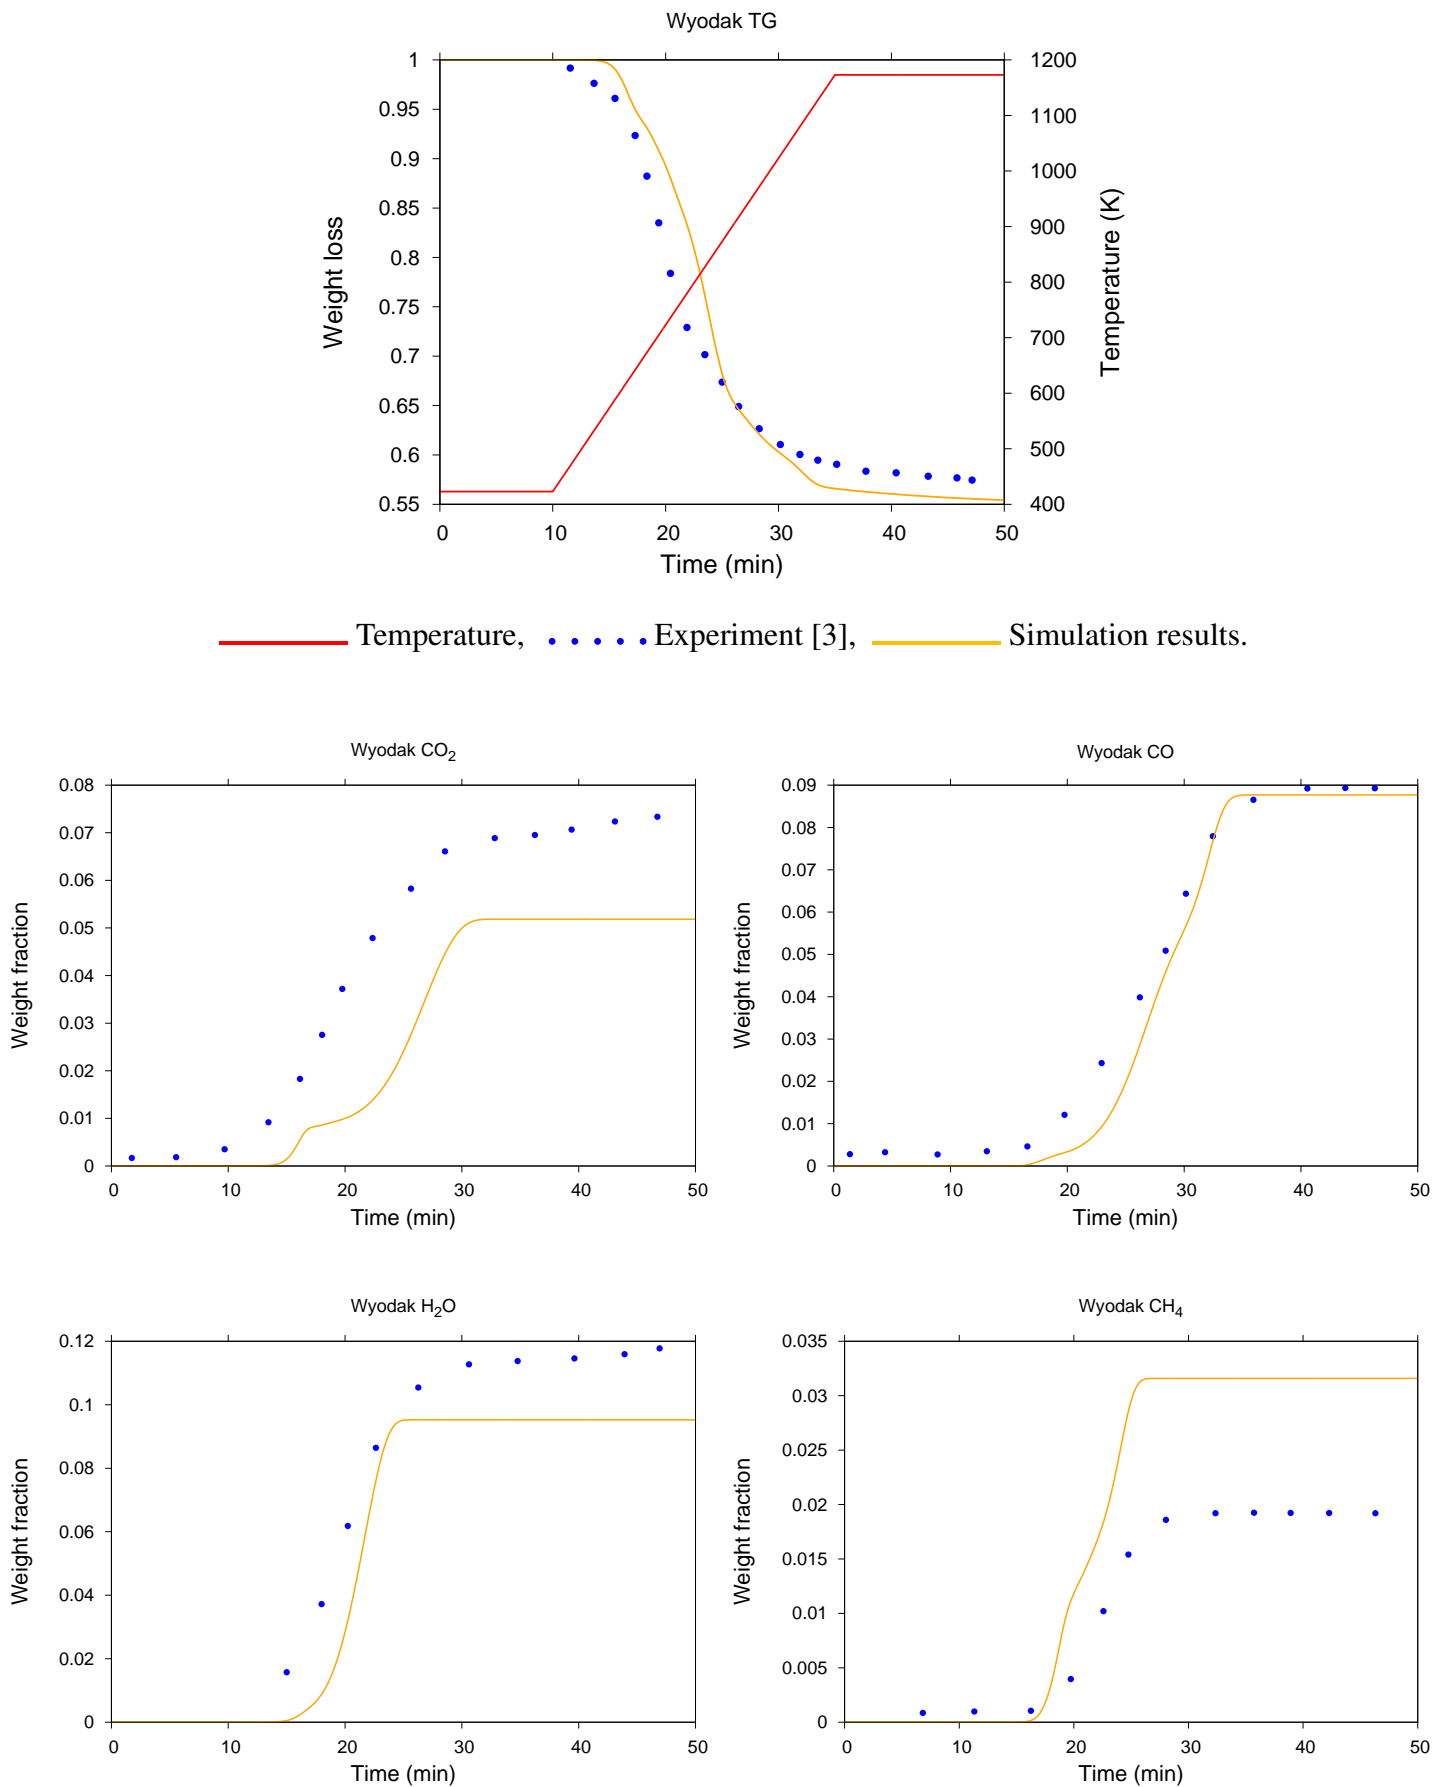 Wyodak TG
1
0.95
0.9
0.85
0.8
0.75
0.7
0.65
0.6
0.55
Weight loss
1200
1100
1000
900
800
700
600
500
400
Temperature (K)
0 10 20 30 40 50
Time (min)
Temperature, Experiment [3], Simulation results.
Wyodak CO2
0.08
0.07
0.06
0.05
0.04
0.03
0.02
0.01
0
Weight fraction
0 10 20 30 40 50
Time (min)
Wyodak CO
0.09
0.08
0.07
0.06
0.05
0.04
0.03
0.02
0.01
0
Weight fraction
0 10 20 30 40 50
Time (min)
Wyodak H2O
0.12
0.1
0.08
0.06
0.04
0.02
0
Weight fraction
0 10 20 30 40 50
Time (min)
Wyodak CH4
0.035
0.03
0.025
0.02
0.015
0.01
0.005
0
Weight fraction
0 10 20 30 40 50
Time (min)